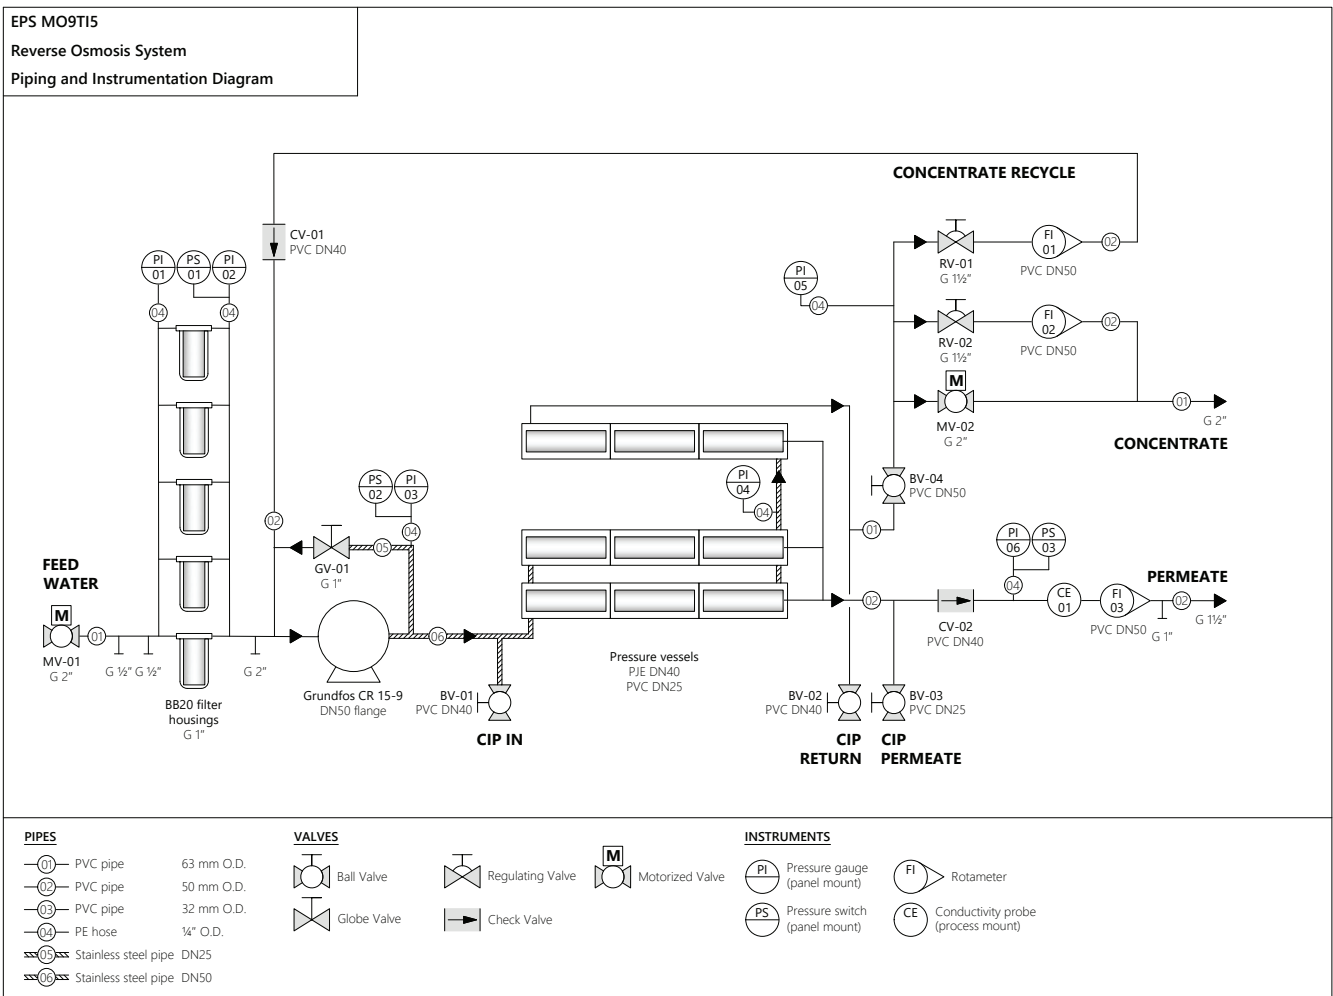 EPS MO9TI5
Reverse Osmosis System
Piping and Instrumentation Diagram
CONCENTRATE RECYCLE
CV-01
PVC DN40
PI
01
PS
01
PI
02
04
04
PI
05
04
RV-01
G 1½"
FI
01
PVC DN50
02
RV-02
G 1½"
FI
02
PVC DN50
02
M
MV-02
G 2"
01
G 2"
CONCENTRATE
BV-04
PVC DN50
01
PS
02
PI
03
04
PI
04
04
02
05
GV-01
G 1"
FEED
WATER
M
MV-01
G 2"
01
G ½"
G ½"
G 2"
BB20 filter
housings
G 1"
Grundfos CR 15-9
DN50 flange
06
BV-01
PVC DN40
CIP IN
Pressure vessels
PJE DN40
PVC DN25
02
PI
06
PS
03
04
CE
01
FI
03
PVC DN50
G 1"
02
G 1½"
PERMEATE
CV-02
PVC DN40
BV-02
PVC DN40
BV-03
PVC DN25
CIP
RETURN
CIP
PERMEATE
PIPES
01 PVC pipe 63 mm O.D.
02 PVC pipe 50 mm O.D.
03 PVC pipe 32 mm O.D.
04 PE hose ¼" O.D.
05 Stainless steel pipe DN25
06 Stainless steel pipe DN50
VALVES
Ball Valve
Globe Valve
Regulating Valve
Check Valve
M
Motorized Valve
INSTRUMENTS
PI
Pressure gauge
(panel mount)
PS
Pressure switch
(panel mount)
FI
Rotameter
CE
Conductivity probe
(process mount)